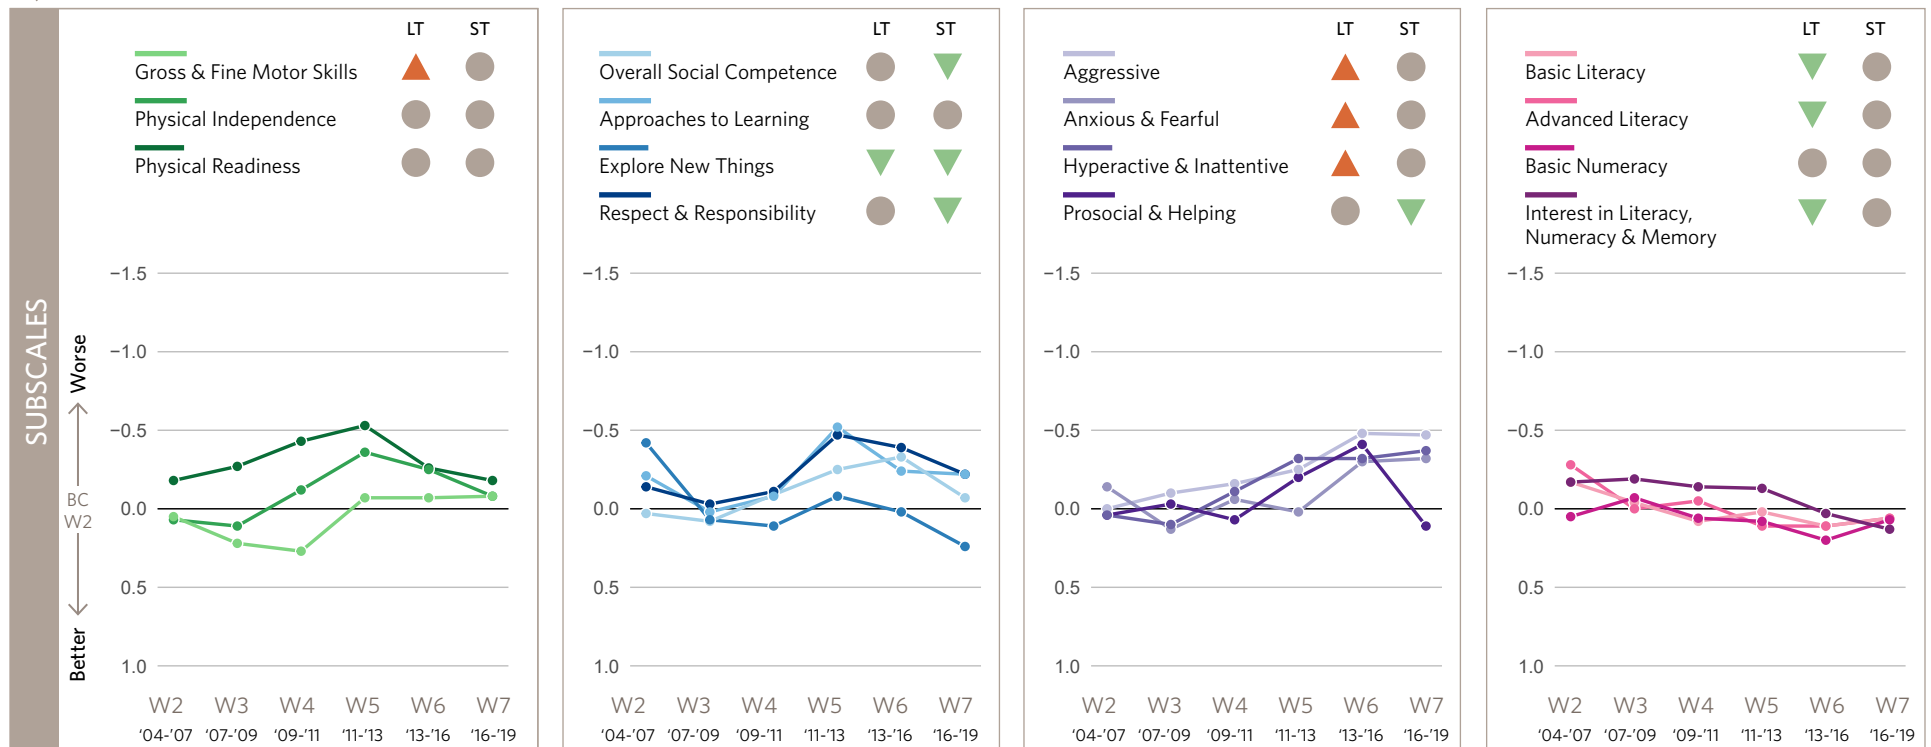 SUBSCALES
Worse
BC
W2
Better
LT ST
Gross & Fine Motor Skills
Physical Independence
Physical Readiness
−1.5
−1.0
−0.5
0.0
0.5
1.0
W2 W3 W4 W5 W6 W7
‘04-’07 ‘07-’09 ‘09-’11 ‘11-’13 ‘13-’16 ‘16-’19
LT ST
Overall Social Competence
Approaches to Learning
Explore New Things
Respect & Responsibility
−1.5
−1.0
−0.5
0.0
0.5
1.0
W2 W3 W4 W5 W6 W7
‘04-’07 ‘07-’09 ‘09-’11 ‘11-’13 ‘13-’16 ‘16-’19
LT ST
Aggressive
Anxious & Fearful
Hyperactive & Inattentive
Prosocial & Helping
−1.5
−1.0
−0.5
0.0
0.5
1.0
W2 W3 W4 W5 W6 W7
‘04-’07 ‘07-’09 ‘09-’11 ‘11-’13 ‘13-’16 ‘16-’19
LT ST
Basic Literacy
Advanced Literacy
Basic Numeracy
Interest in Literacy,
Numeracy & Memory
−1.5
−1.0
−0.5
0.0
0.5
1.0
W2 W3 W4 W5 W6 W7
‘04-’07 ‘07-’09 ‘09-’11 ‘11-’13 ‘13-’16 ‘16-’19